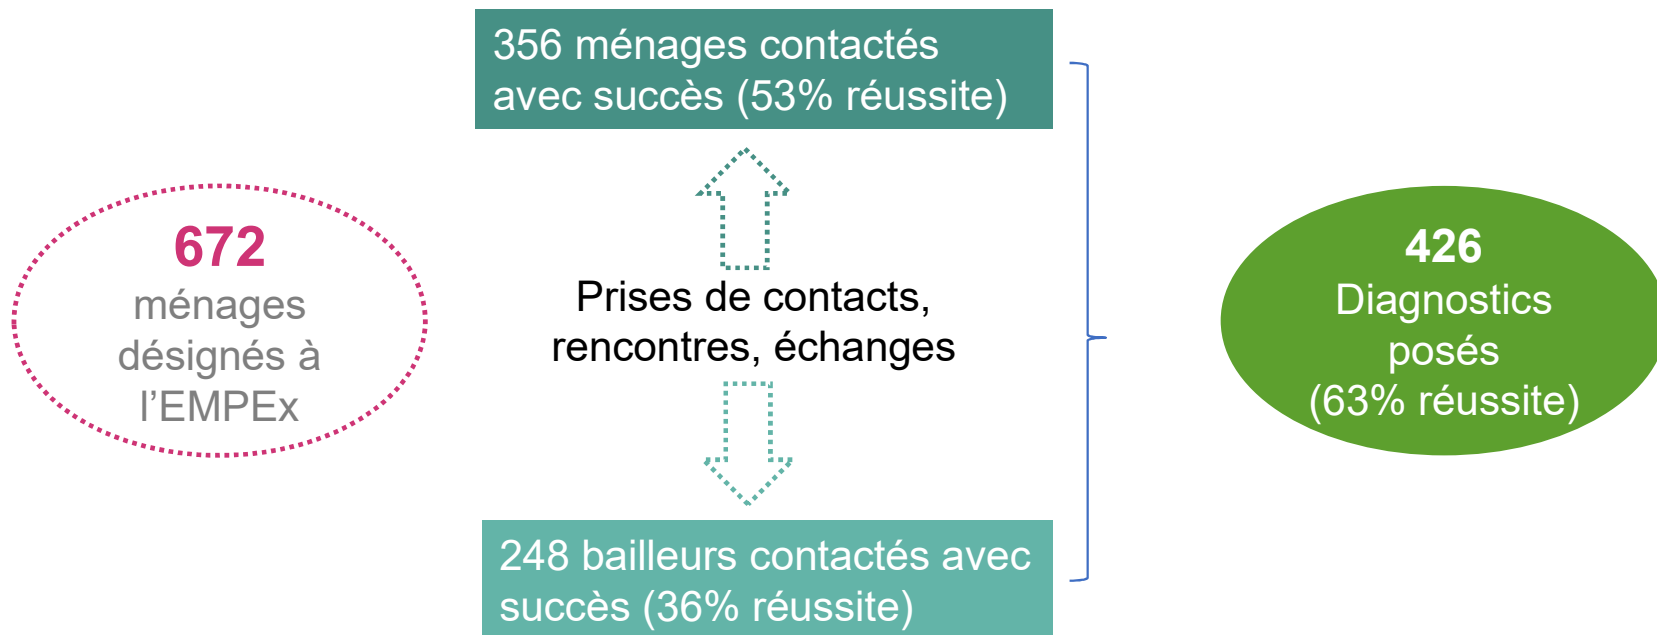 356 ménages contactés
avec succès (53% réussite)
672
ménages
désignés à
l’EMPEx
Prises de contacts,
rencontres, échanges
426
Diagnostics
posés
(63% réussite)
248 bailleurs contactés avec
succès (36% réussite)